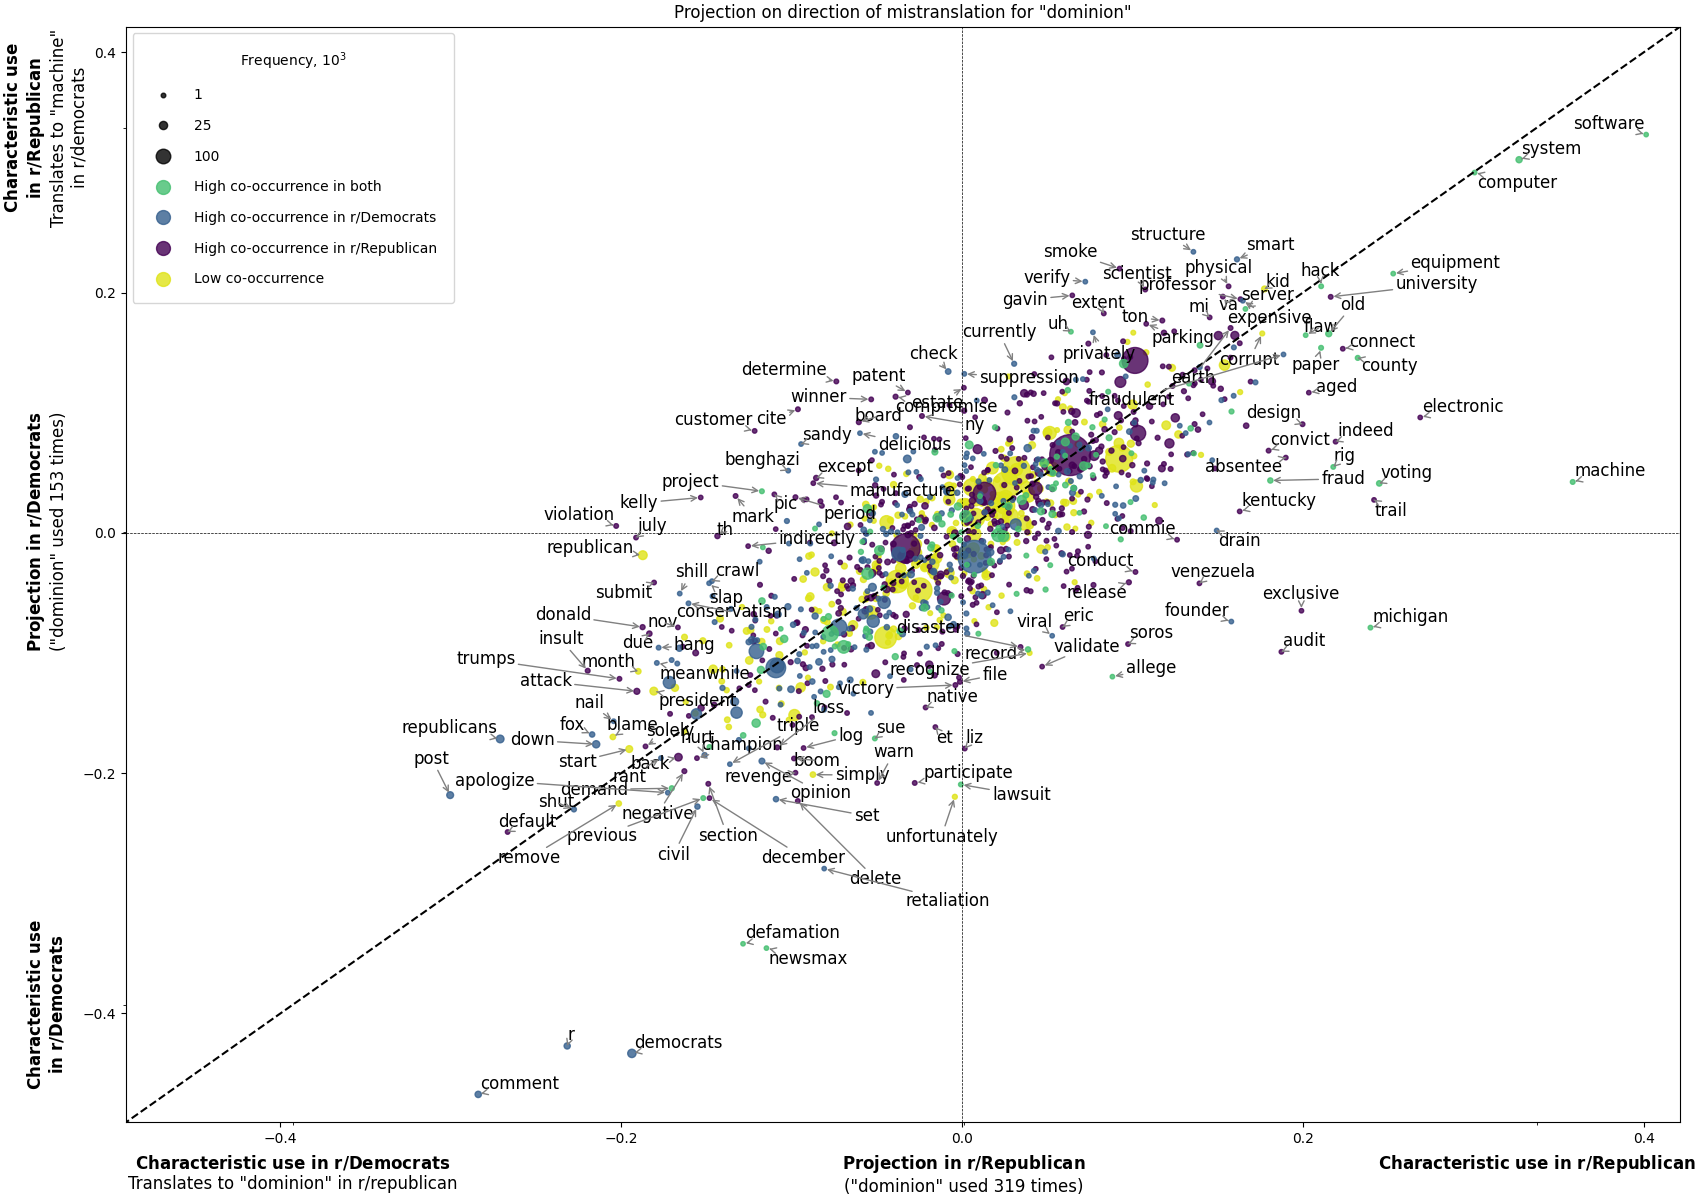 Projection on direction of mistranslation for "dominion"
Characteristic use
in r/Republican
Translates to "machine"
in r/democrats
Projection in r/Democrats
("dominion" used 153 times)
Characteristic use
in r/Democrats
0.4
0.2
0.0
−0.2
−0.4
Frequency, 10³
1
25
100
High co-occurrence in both
High co-occurrence in r/Democrats
High co-occurrence in r/Republican
Low co-occurrence
software
system
computer
structure
smart
smoke
verify
scientist
physical
professor
kid
hack
equipment
university
gavin
extent
mi
va
server
old
uh
ton
expensive
flaw
currently
parking
connect
check
privately
corrupt
paper
county
determine
patent
suppression
earth
aged
winner
estate
compromise
fraudulent
electronic
customer
cite
board
ny
design
indeed
sandy
delicious
convict
benghazi
except
absentee
rig
machine
project
manufacture
fraud
voting
kelly
mark
pic
period
kentucky
trail
violation
july
th
indirectly
commie
drain
republican
conduct
venezuela
shill
crawl
submit
slap
release
exclusive
conservatism
founder
michigan
donald
nov
disaster
viral
eric
insult
due
hang
soros
audit
trumps
month
record
validate
meanwhile
recognize
file
allege
attack
victory
native
president
nail
loss
republicans
fox
blame
solely
triple
log
sue
et
liz
down
hurt
champion
warn
post
start
back
boom
apologize
rant
revenge
simply
participate
demand
opinion
lawsuit
shut
default
negative
set
previous
section
unfortunately
remove
civil
december
delete
retaliation
defamation
newsmax
r
democrats
comment
−0.4
−0.2
0.0
0.2
0.4
Characteristic use in r/Democrats
Translates to "dominion" in r/republican
Projection in r/Republican
("dominion" used 319 times)
Characteristic use in r/Republican